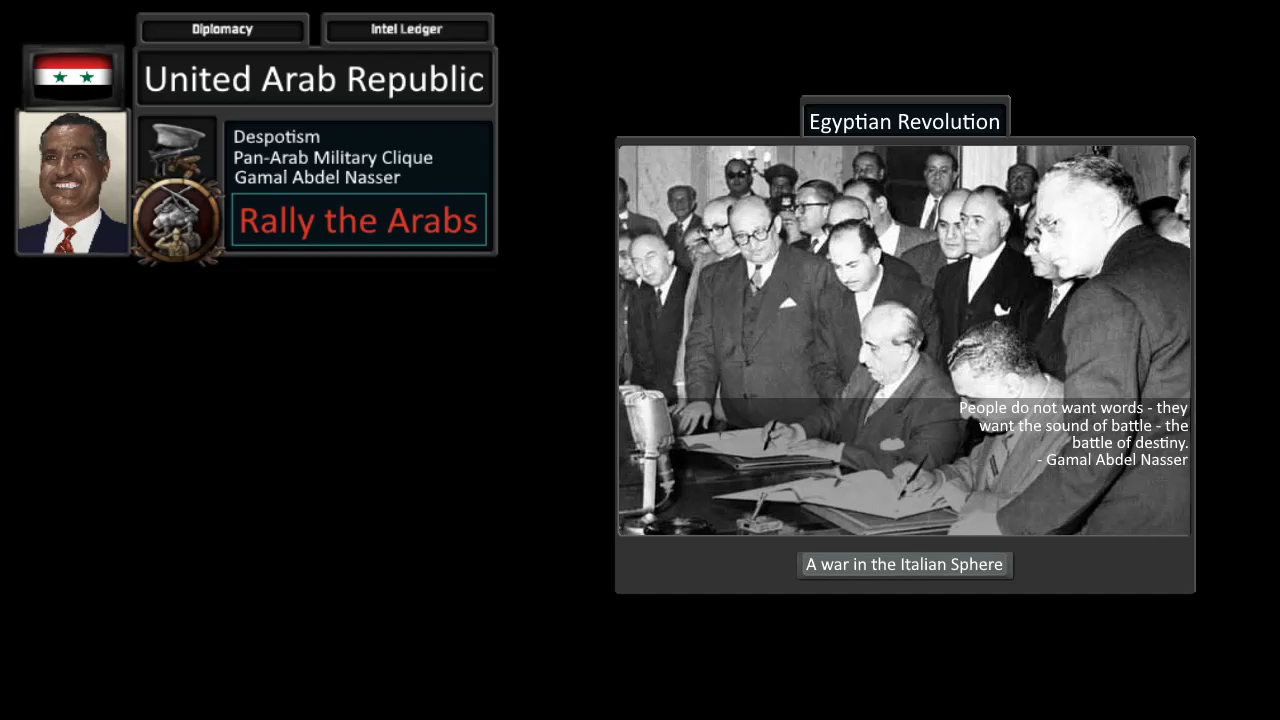 Diplomacy
Intel Ledger
United Arab Republic
Despotism
Pan-Arab Military Clique
Gamal Abdel Nasser
Rally the Arabs
Egyptian Revolution
People do not want words - they
want the sound of battle - the
battle of destiny.
- Gamal Abdel Nasser
A war in the Italian Sphere